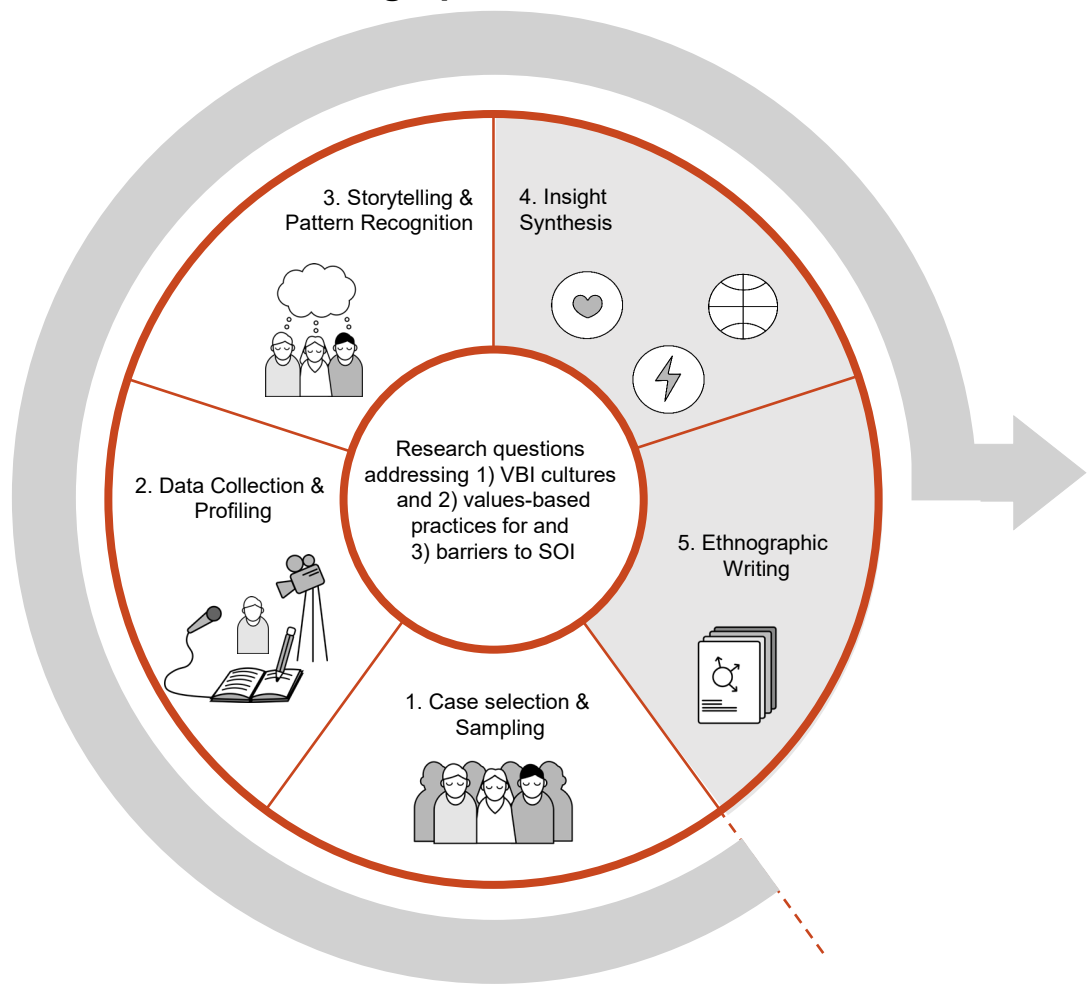 3. Storytelling &
Pattern Recognition
4. Insight
Synthesis
2. Data Collection &
Profiling
Research questions
addressing 1) VBI cultures
and 2) values-based
practices for and
3) barriers to SOI
5. Ethnographic
Writing
1. Case selection &
Sampling